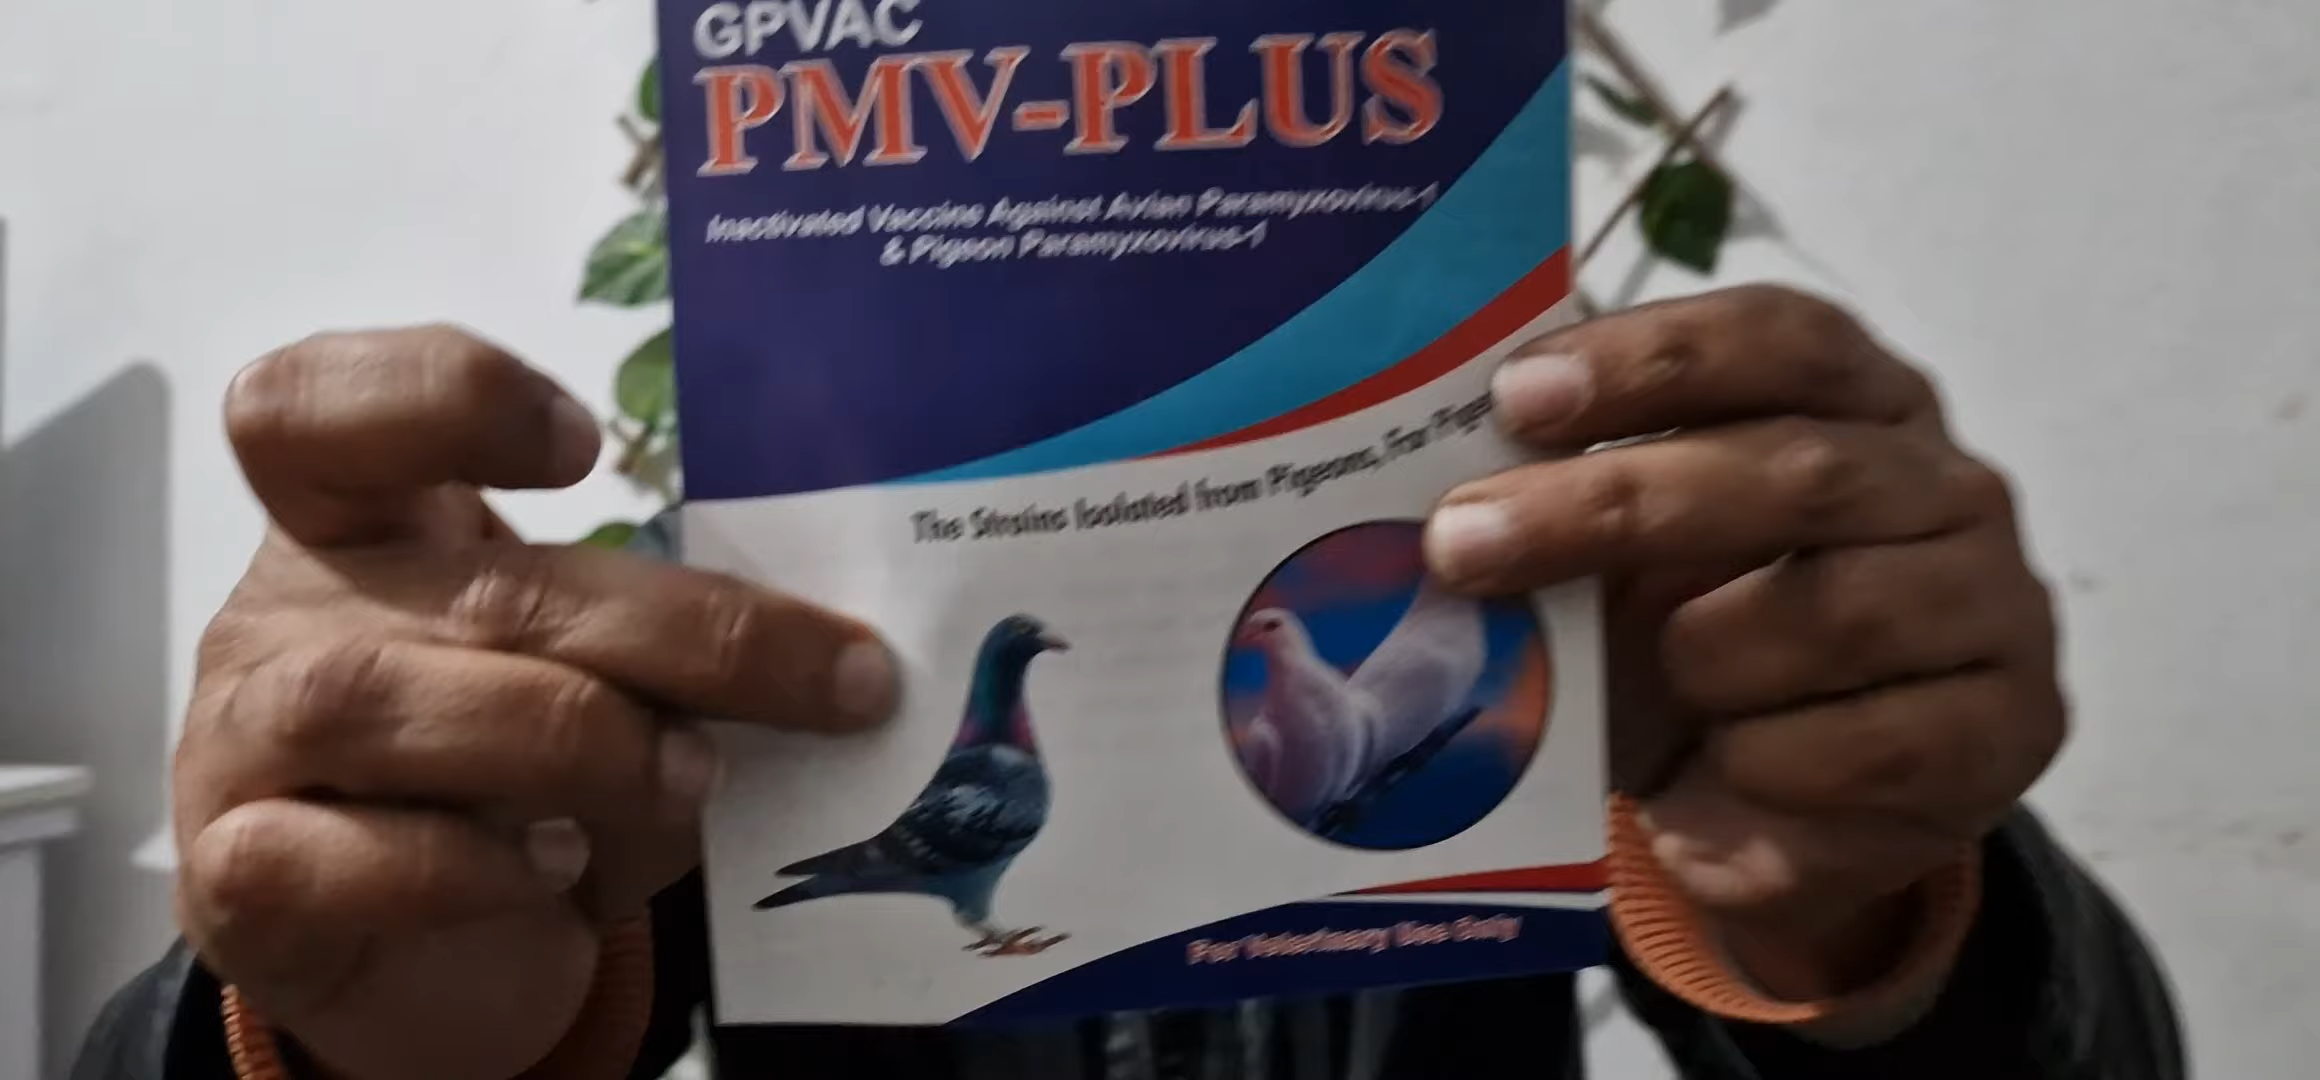 GPVAC
PMV-PLUS
Inactivated Vaccine Against Avian Paramyxovirus-1
& Pigeon Paramyxovirus-1
The Strains Isolated from Pigeons, For
For Veterinary Use Only